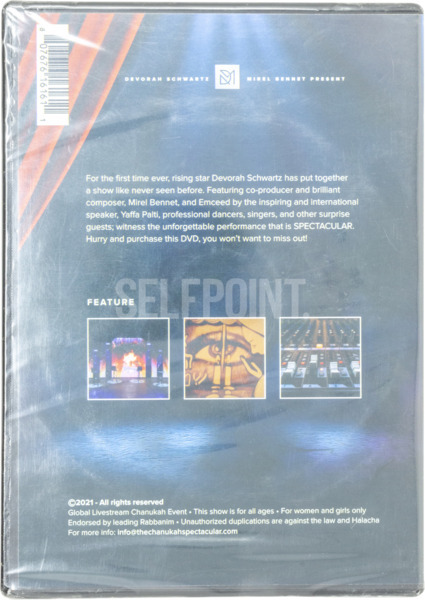 DEVORAH SCHWARTZ DM MIREL BENNET PRESENT
For the first time ever, rising star Devorah Schwartz has put together
a show like never seen before. Featuring co-producer and brilliant
composer, Mirel Bennet, and Emceed by the inspiring and international
speaker, Yaffa Palti, professional dancers, singers, and other surprise
guests; witness the unforgettable performance that is SPECTACULAR.
Hurry and purchase this DVD, you won't want to miss out!
SELFPOINT.
FEATURE
©2021 - All rights reserved
Global Livestream Chanukah Event • This show is for all ages • For women and girls only
Endorsed by leading Rabbanim • Unauthorized duplications are against the law and Halacha
For more info: info@thechanukahspectacular.com